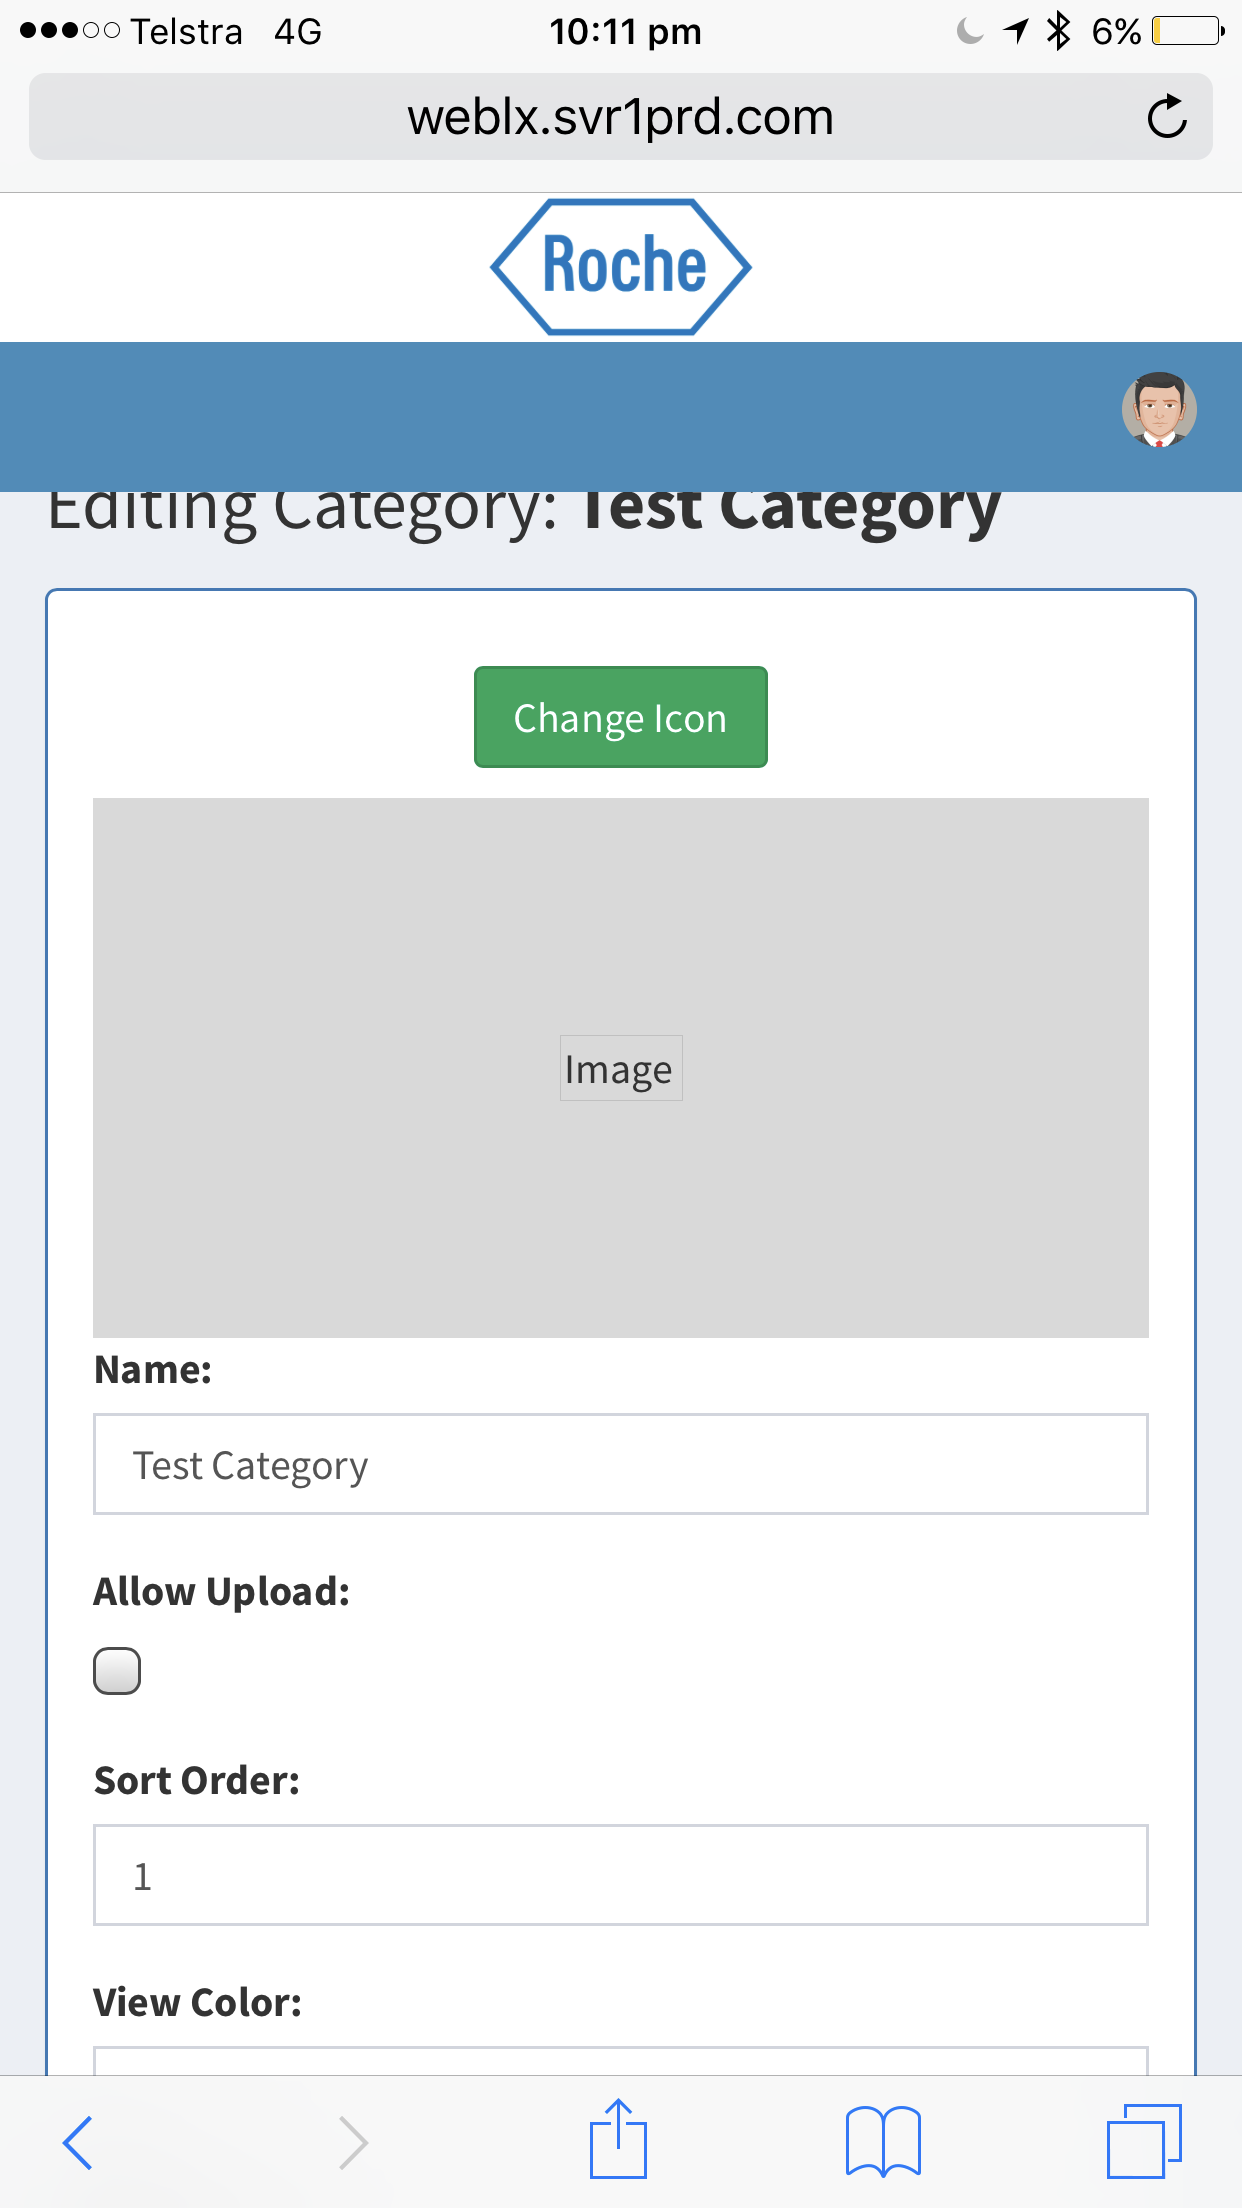 Telstra 4G 10:11 pm 6%
weblx.svr1prd.com
Roche
Editing Category: Test Category
Change Icon
Image
Name:
Test Category
Allow Upload:
Sort Order:
1
View Color: